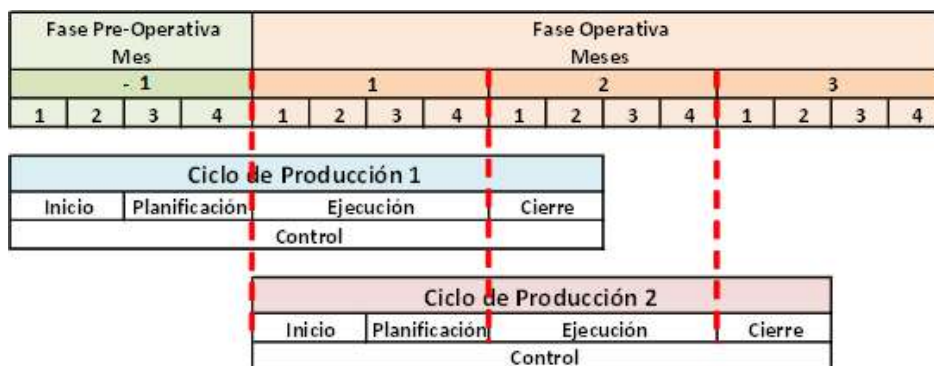 Fase Pre-Operativa Fase Operativa
Mes Meses
- 1 1 2 3
1 2 3 4 1 2 3 4 1 2 3 4 1 2 3 4
Ciclo de Producción 1
Inicio Planificación Ejecución Cierre
Control
Ciclo de Producción 2
Inicio Planificación Ejecución Cierre
Control